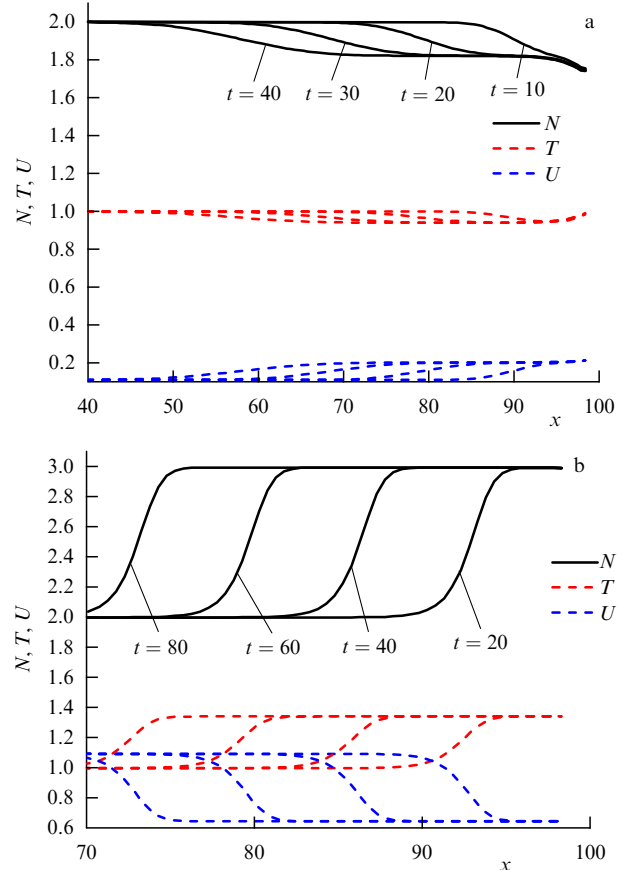 a
2.0
1.8
1.6
1.4
1.2
1.0
0.8
0.6
0.4
0.2
N, T, U
t = 40
t = 30
t = 20
t = 10
N
T
U
40
50
60
70
80
90
100
x
b
3.0
2.8
2.6
2.4
2.2
2.0
1.8
1.6
1.4
1.2
1.0
0.8
0.6
N, T, U
t = 80
t = 60
t = 40
t = 20
N
T
U
70
80
90
100
x